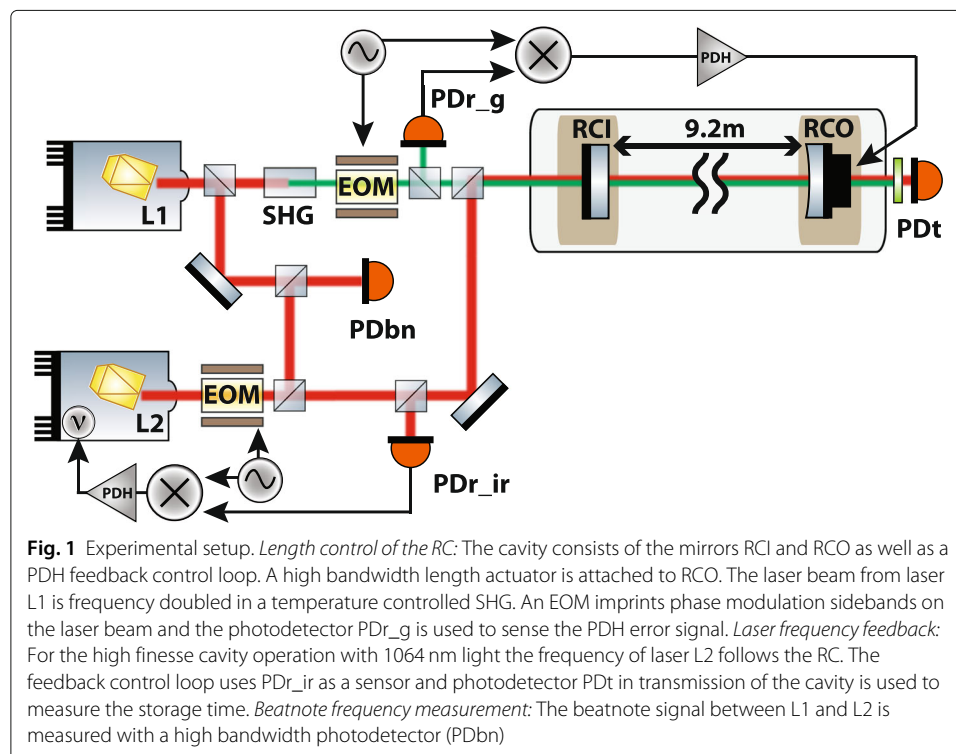 PDH
PDr_g
RCI
9.2m
RCO
L1
SHG
EOM
PDt
PDbn
EOM
L2
ν
PDH
PDr_ir
Fig. 1 Experimental setup. Length control of the RC: The cavity consists of the mirrors RCI and RCO as well as a
PDH feedback control loop. A high bandwidth length actuator is attached to RCO. The laser beam from laser
L1 is frequency doubled in a temperature controlled SHG. An EOM imprints phase modulation sidebands on
the laser beam and the photodetector PDr_g is used to sense the PDH error signal. Laser frequency feedback:
For the high finesse cavity operation with 1064 nm light the frequency of laser L2 follows the RC. The
feedback control loop uses PDr_ir as a sensor and photodetector PDt in transmission of the cavity is used to
measure the storage time. Beatnote frequency measurement: The beatnote signal between L1 and L2 is
measured with a high bandwidth photodetector (PDbn)